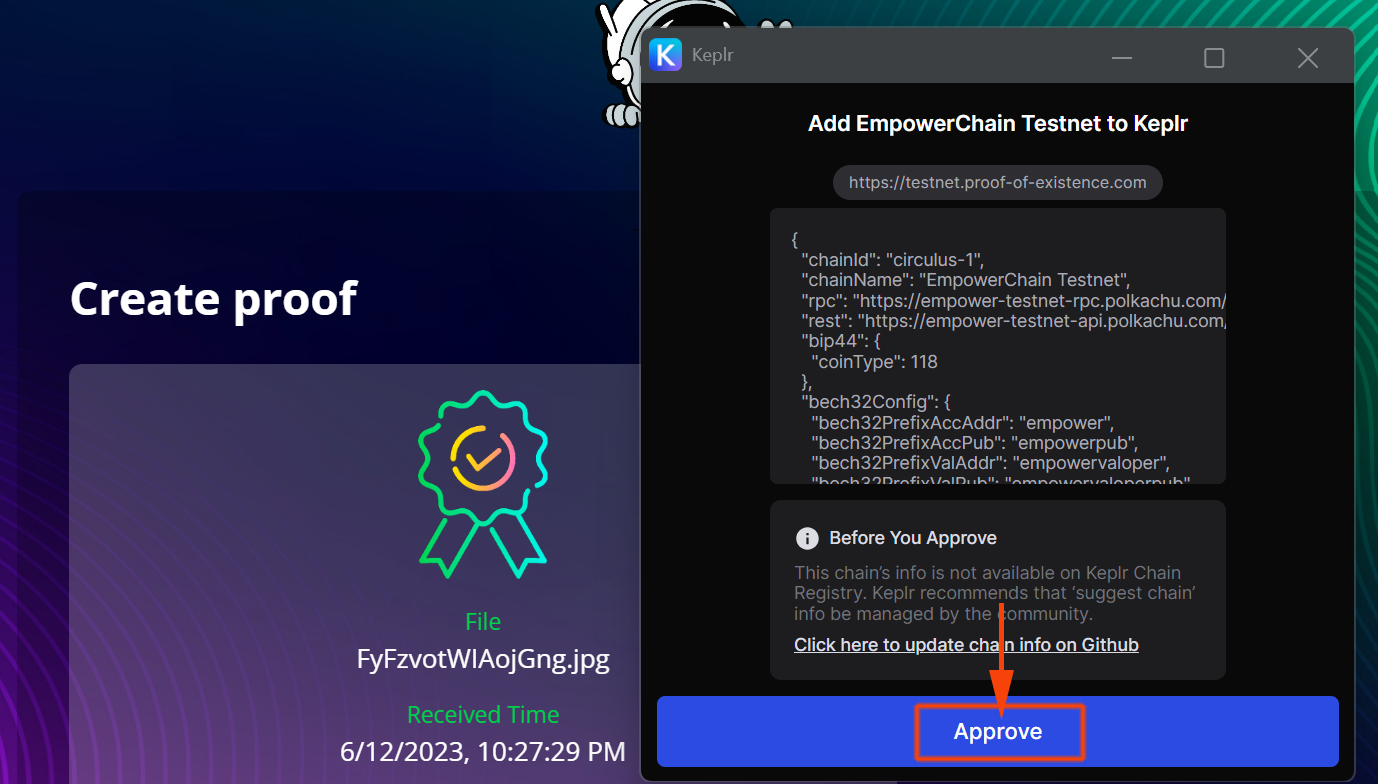 K Keplr
Add EmpowerChain Testnet to Keplr
https://testnet.proof-of-existence.com
{
"chainId": "circulus-1",
"chainName": "EmpowerChain Testnet",
"rpc": "https://empower-testnet-rpc.polkachu.com/
"rest": "https://empower-testnet-api.polkachu.com/
"bip44": {
"coinType": 118
},
"bech32Config": {
"bech32PrefixAccAddr": "empower",
"bech32PrefixAccPub": "empowerpub",
"bech32PrefixValAddr": "empowervaloper",
"bech32PrefixValPub": "empowervaloperpub"
Before You Approve
This chain’s info is not available on Keplr Chain
Registry. Keplr recommends that ‘suggest chain’
info be managed by the community.
Click here to update chain info on Github
Approve
Create proof
File
FyFzvotWIAojGng.jpg
Received Time
6/12/2023, 10:27:29 PM